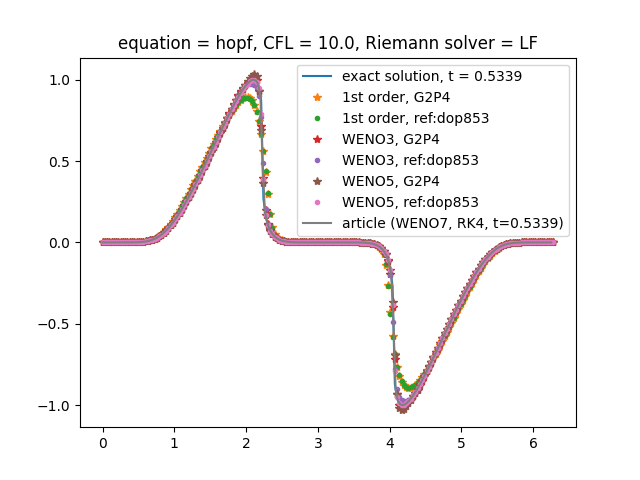 equation = hopf, CFL = 10.0, Riemann solver = LF
exact solution, t = 0.5339
1st order, G2P4
1st order, ref:dop853
WENO3, G2P4
WENO3, ref:dop853
WENO5, G2P4
WENO5, ref:dop853
article (WENO7, RK4, t=0.5339)
1.0
0.5
0.0
−0.5
−1.0
0 1 2 3 4 5 6